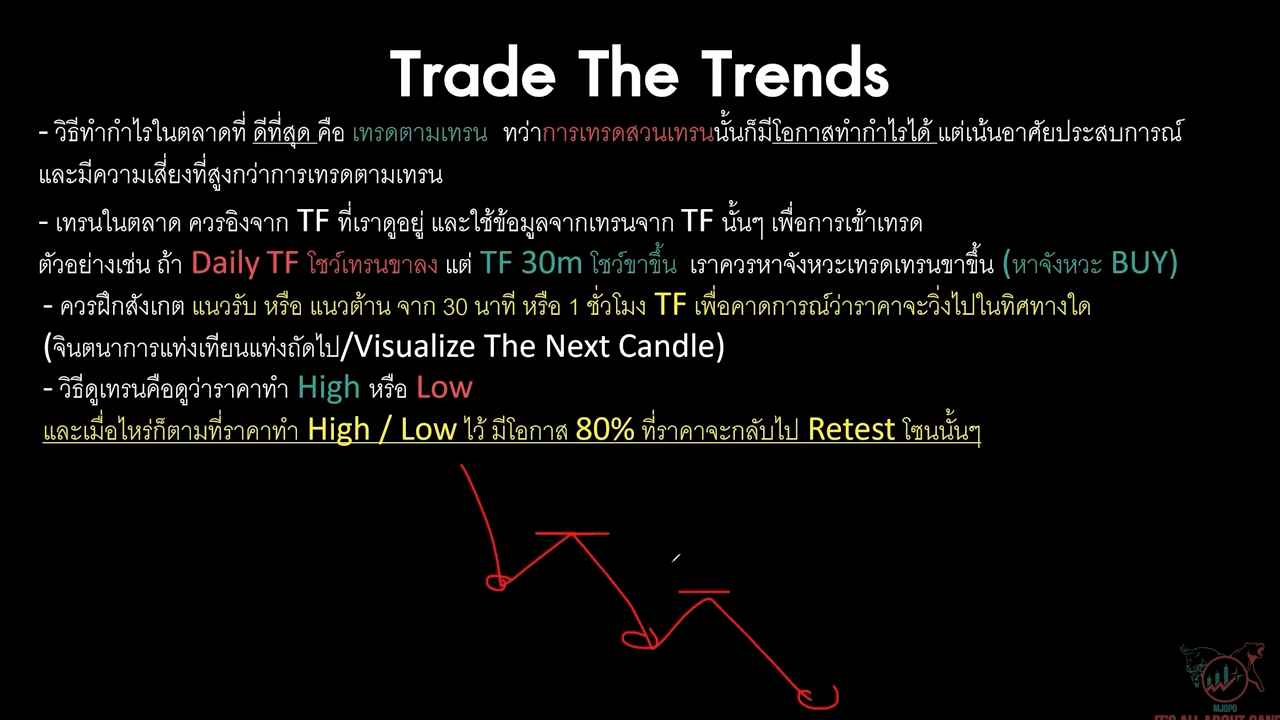 Trade The Trends
- วิธีทำกำไรในตลาดที่ ดีที่สุด คือ เทรดตามเทรน ทว่าการเทรดสวนเทรนนั้นก็มีโอกาสทำกำไรได้ แต่เน้นอาศัยประสบการณ์
และมีความเสี่ยงที่สูงกว่าการเทรดตามเทรน
- เทรนในตลาด ควรอิงจาก TF ที่เราดูอยู่ และใช้ข้อมูลจากเทรนจาก TF นั้นๆ เพื่อการเข้าเทรด
ตัวอย่างเช่น ถ้า Daily TF โชว์เทรนขาลง แต่ TF 30m โชว์ขาขึ้น เราควรหาจังหวะเทรดเทรนขาขึ้น (หาจังหวะ BUY)
- ควรฝึกสังเกต แนวรับ หรือ แนวต้าน จาก 30 นาที หรือ 1 ชั่วโมง TF เพื่อคาดการณ์ว่าราคาจะวิ่งไปในทิศทางใด
(จินตนาการแท่งเทียนแท่งถัดไป/Visualize The Next Candle)
- วิธีดูเทรนคือดูว่าราคาทำ High หรือ Low
และเมื่อไหร่ก็ตามที่ราคาทำ High / Low ไว้ มีโอกาส 80% ที่ราคาจะกลับไป Retest โซนนั้นๆ
MJOPO